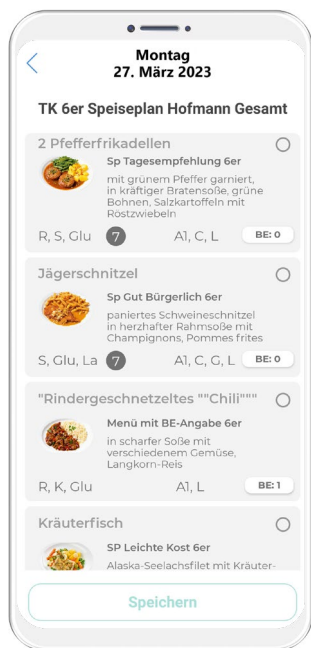 Montag
27. März 2023
TK 6er Speiseplan Hofmann Gesamt
2 Pfefferfrikadellen
Sp Tagesempfehlung 6er
mit grünem Pfeffer garniert,
in kräftiger Bratensoße, grüne
Bohnen, Salzkartoffeln mit
Röstzwiebeln
R, S, Glu 7 A1, C, L BE: 0
Jägerschnitzel
Sp Gut Bürgerlich 6er
paniertes Schweineschnitzel
in herzhafter Rahmsoße mit
Champignons, Pommes frites
S, Glu, La 7 A1, C, G, L BE: 0
"Rindergeschnetzeltes ""Chili"""
Menü mit BE-Angabe 6er
in scharfer Soße mit
verschiedenem Gemüse,
Langkorn-Reis
R, K, Glu A1, L BE: 1
Kräuterfisch
SP Leichte Kost 6er
Alaska-Seelachsfilet mit Kräuter-
Speichern